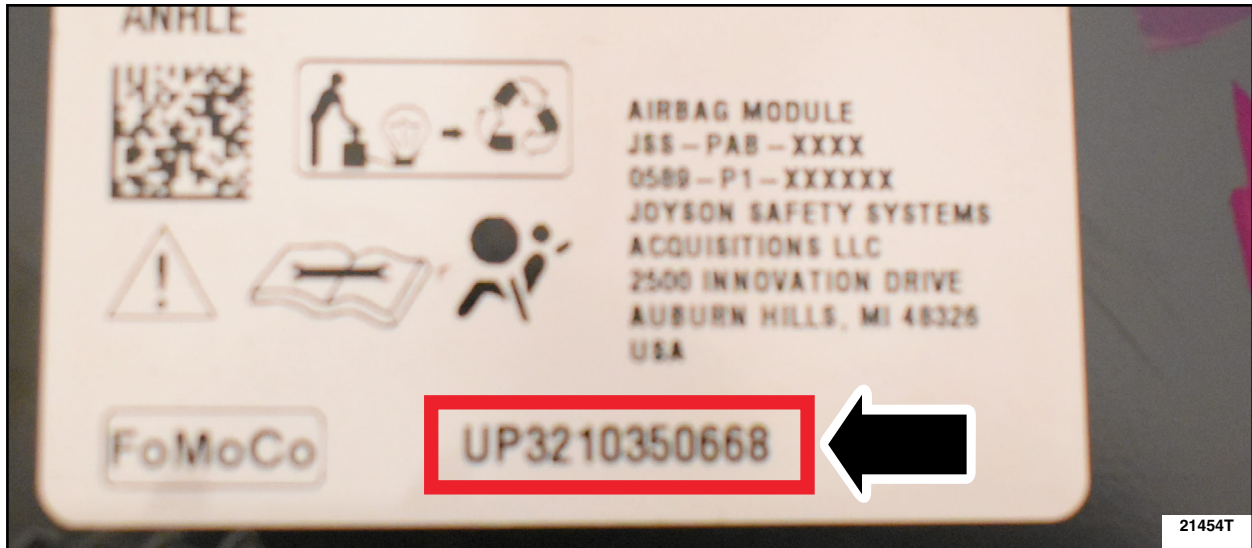 ANHLE
AIRBAG MODULE
JSS-PAB-XXXX
0589-P1-XXXXXX
JOYSON SAFETY SYSTEMS
ACQUISITIONS LLC
2500 INNOVATION DRIVE
AUBURN HILLS, MI 48326
USA
FoMoCo
UP3210350668
21454T